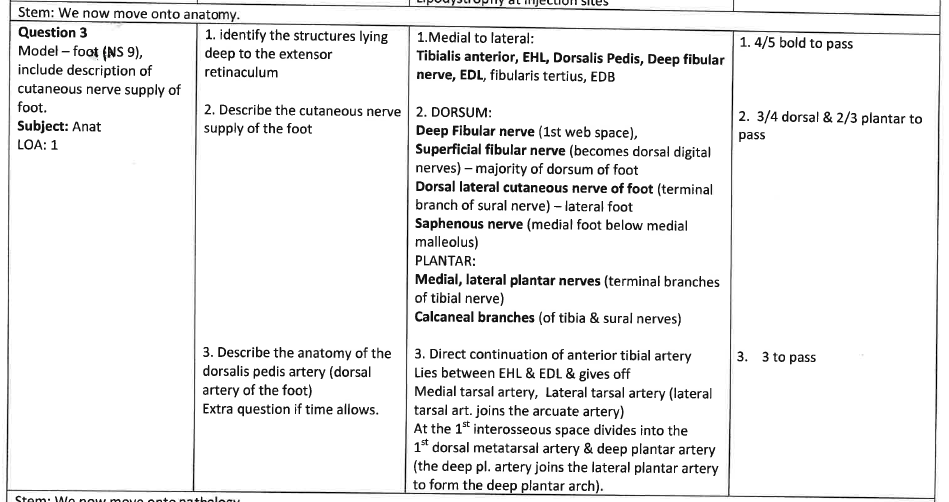 Lipodystrophy at injection sites
Stem: We now move onto anatomy.
Question 3
Model – foot (NS 9),
include description of
cutaneous nerve supply of
foot.
Subject: Anat
LOA: 1
1. identify the structures lying
deep to the extensor
retinaculum
2. Describe the cutaneous nerve
supply of the foot
3. Describe the anatomy of the
dorsalis pedis artery (dorsal
artery of the foot)
Extra question if time allows.
1.Medial to lateral:
Tibialis anterior, EHL, Dorsalis Pedis, Deep fibular
nerve, EDL, fibularis tertius, EDB
2. DORSUM:
Deep Fibular nerve (1st web space),
Superficial fibular nerve (becomes dorsal digital
nerves) – majority of dorsum of foot
Dorsal lateral cutaneous nerve of foot (terminal
branch of sural nerve) – lateral foot
Saphenous nerve (medial foot below medial
malleolus)
PLANTAR:
Medial, lateral plantar nerves (terminal branches
of tibial nerve)
Calcaneal branches (of tibia & sural nerves)
3. Direct continuation of anterior tibial artery
Lies between EHL & EDL & gives off
Medial tarsal artery, Lateral tarsal artery (lateral
tarsal art. joins the arcuate artery)
At the 1st interosseous space divides into the
1st dorsal metatarsal artery & deep plantar artery
(the deep pl. artery joins the lateral plantar artery
to form the deep plantar arch).
1. 4/5 bold to pass
2. 3/4 dorsal & 2/3 plantar to
pass
3. 3 to pass
Stem: We now move onto pathology